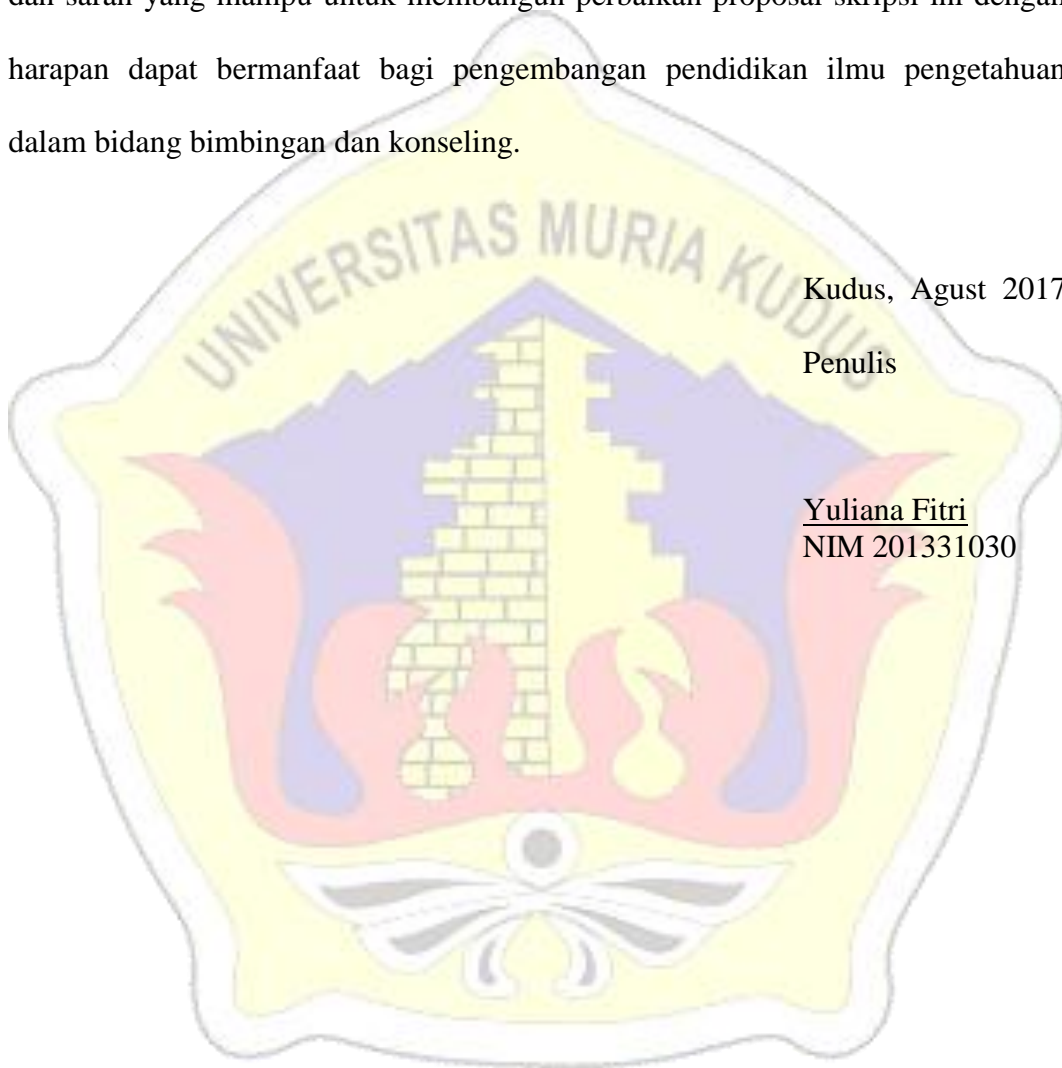 dan saran yang mampu untuk membangun perbaikan proposal skripsi ini dengan
harapan dapat bermanfaat bagi pengembangan pendidikan ilmu pengetahuan
dalam bidang bimbingan dan konseling.
UNIVERSITAS MURIA KUDUS
Kudus, Agust 2017
Penulis
Yuliana Fitri
NIM 201331030